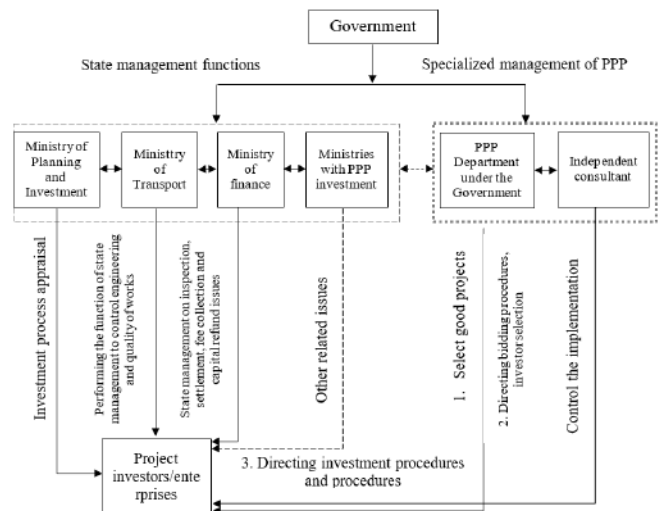 Government
State management functions
Specialized management of PPP
Ministry of
Planning
and
Investment
Ministtry
of
Transport
Ministry
of
finance
Ministries
with PPP
investment
PPP
Department
under the
Government
Independent
consultant
Investment process appraisal
Performing the function of state
management to control engineering
and quality of works
State management on inspection,
settlement, fee collection and
capital refund issues
Other related issues
1. Select good projects
2. Directing bidding procedures,
investor selection
Control the implementation
Project
investors/ente
rprises
3. Directing investment procedures
and procedures